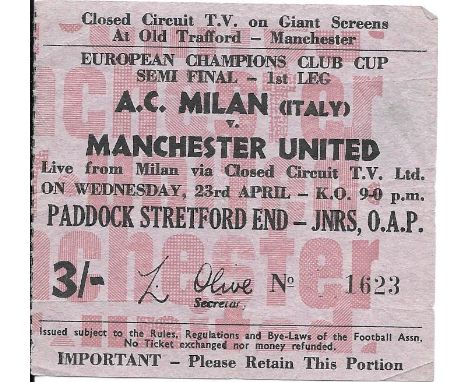 Closed Circuit T.V. on Giant Screens
At Old Trafford - Manchester
EUROPEAN CHAMPIONS CLUB CUP
SEMI FINAL - 1st LEG
A.C. MILAN (ITALY)
v.
MANCHESTER UNITED
Live from Milan via Closed Circuit T.V. Ltd.
ON WEDNESDAY, 23rd APRIL - K.O. 9-0 p.m.
PADDOCK STRETFORD END - JNRS, O.A.P.
3/- L. Olive No 1623
Secretary
Issued subject to the Rules, Regulations and Bye-Laws of the Football Assn.
No Ticket exchanged nor money refunded.
IMPORTANT - Please Retain This Portion